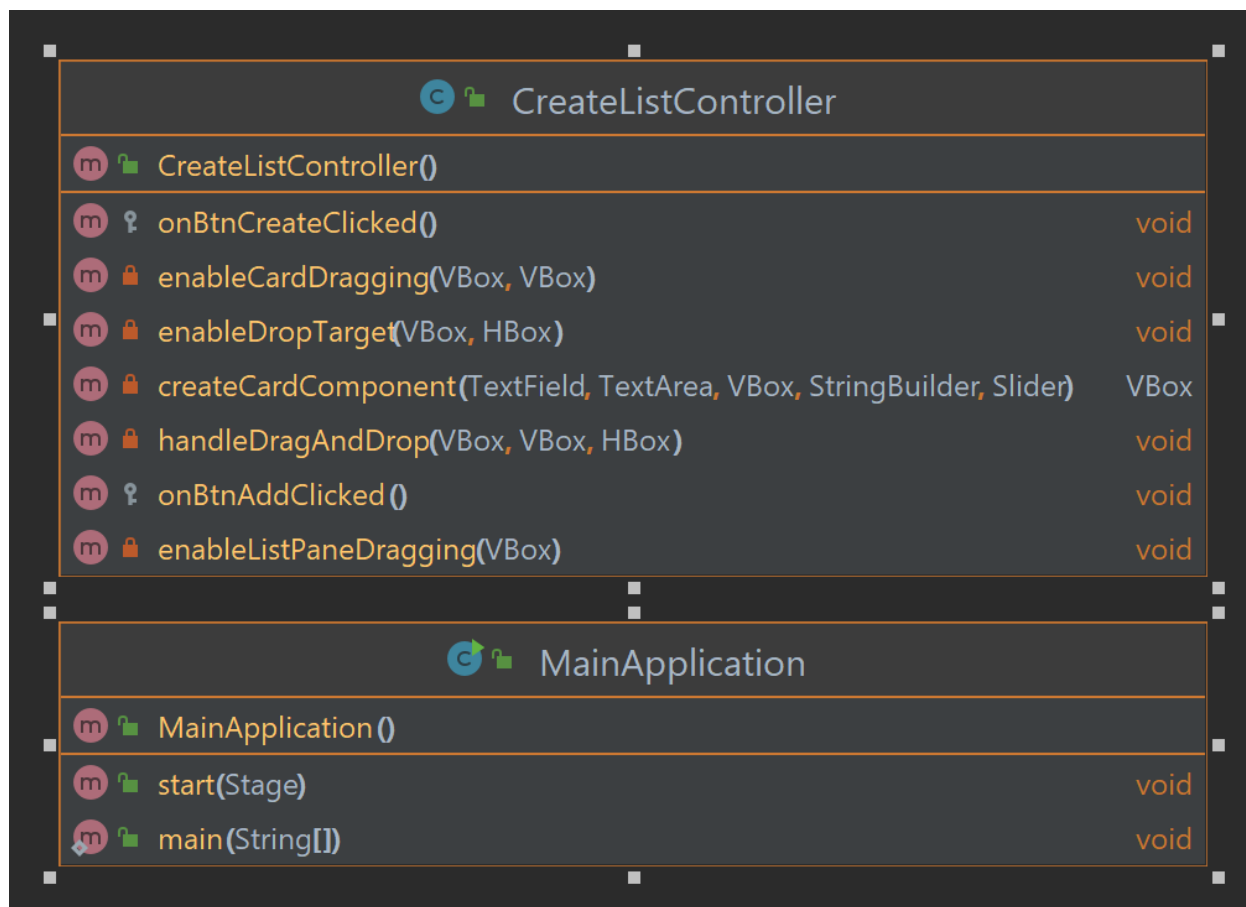 C CreateListController
m CreateListController()
m onBtnCreateClicked() void
m enableCardDragging(VBox, VBox) void
m enableDropTarget(VBox, HBox) void
m createCardComponent(TextField, TextArea, VBox, StringBuilder, Slider) VBox
m handleDragAndDrop(VBox, VBox, HBox) void
m onBtnAddClicked() void
m enableListPaneDragging(VBox) void
C MainApplication
m MainApplication()
m start(Stage) void
m main(String[]) void